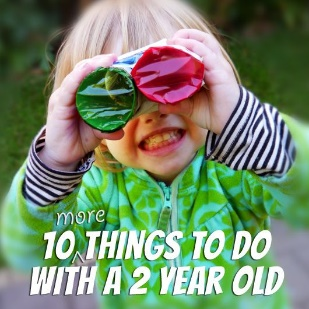 more
10 THINGS TO DO
WITH A 2 YEAR OLD